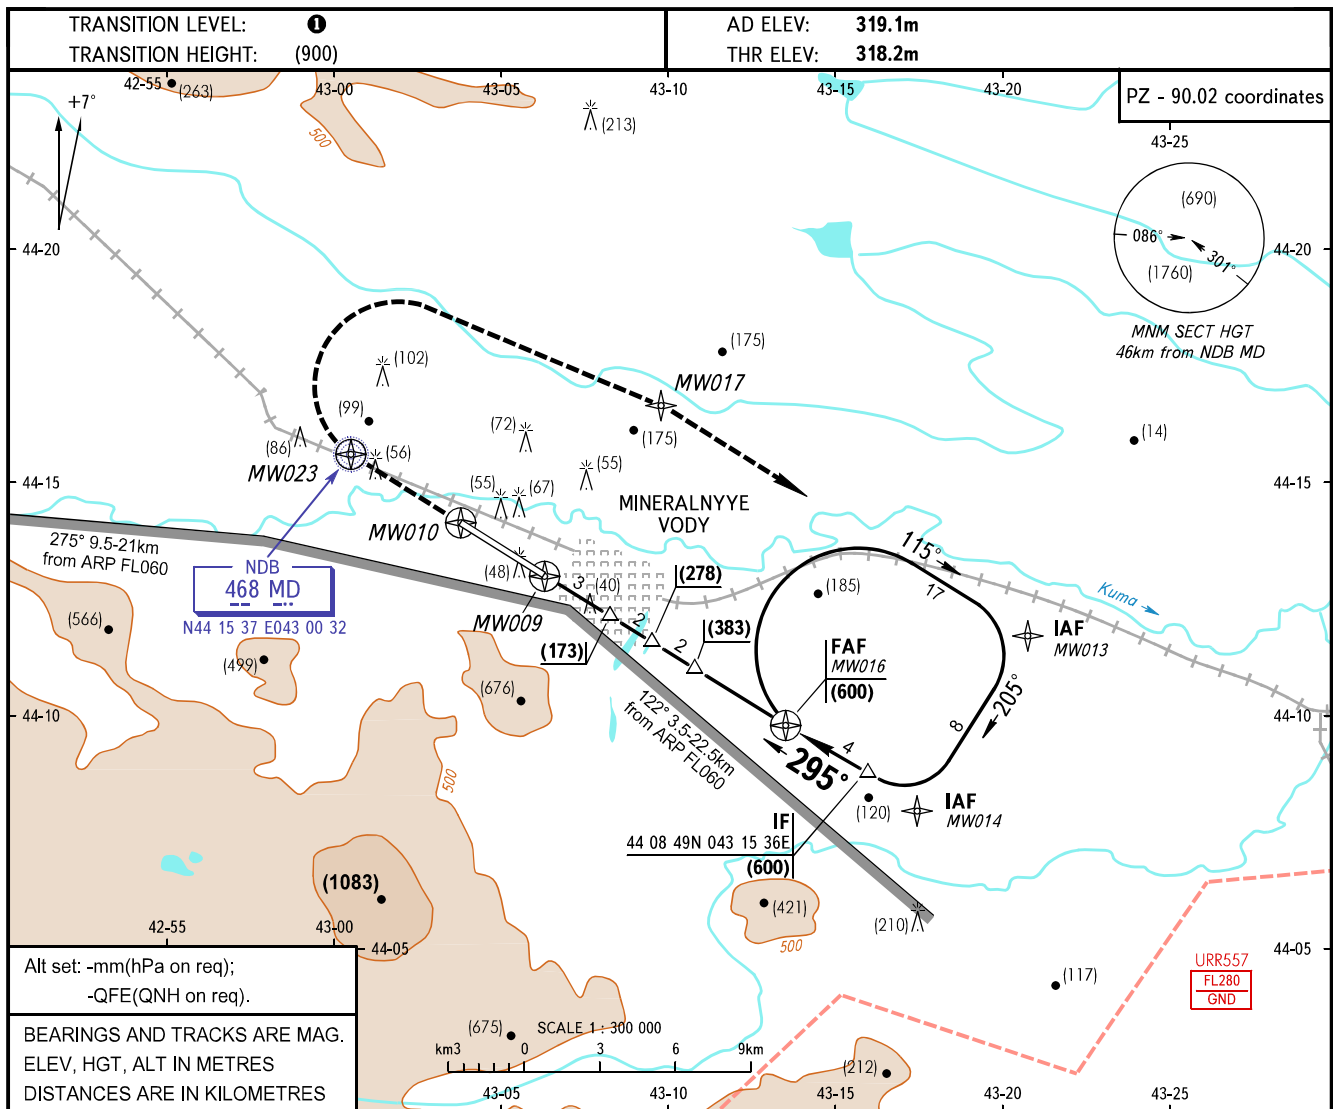 TRANSITION LEVEL: ❶
TRANSITION HEIGHT: (900)
AD ELEV: 319.1m
THR ELEV: 318.2m
PZ - 90.02 coordinates
42-55
(263)
43-00
43-05
43-10
43-15
43-20
43-25
+7°
500
(213)
(690)
086°
301°
(1760)
MNM SECT HGT
46km from NDB MD
44-20
44-20
(102)
(175)
MW017
(99)
(72)
(175)
(14)
(86)
(56)
MW023
(55)
(55)
(67)
44-15
44-15
MINERALNYYE
VODY
MW010
275° 9.5-21km
from ARP FL060
NDB
468 MD
N44 15 37 E043 00 32
(48)
3
(40)
(278)
115°
17
(185)
Kuma
MW009
2
(173)
2
(383)
(566)
(499)
(676)
FAF
MW016
(600)
IAF
MW013
205°
8
44-10
44-10
122° 3.5-22.5km
from ARP FL060
500
4
295°
(120)
IAF
MW014
IF
44 08 49N 043 15 36E
(600)
(1083)
(421)
500
(210)
42-55
43-00
44-05
44-05
URR557
FL280
GND
(117)
Alt set: -mm(hPa on req);
-QFE(QNH on req).
BEARINGS AND TRACKS ARE MAG.
ELEV, HGT, ALT IN METRES
DISTANCES ARE IN KILOMETRES
(675)
SCALE 1 : 300 000
km3 0 3 6 9km
(212)
43-05
43-10
43-15
43-20
43-25